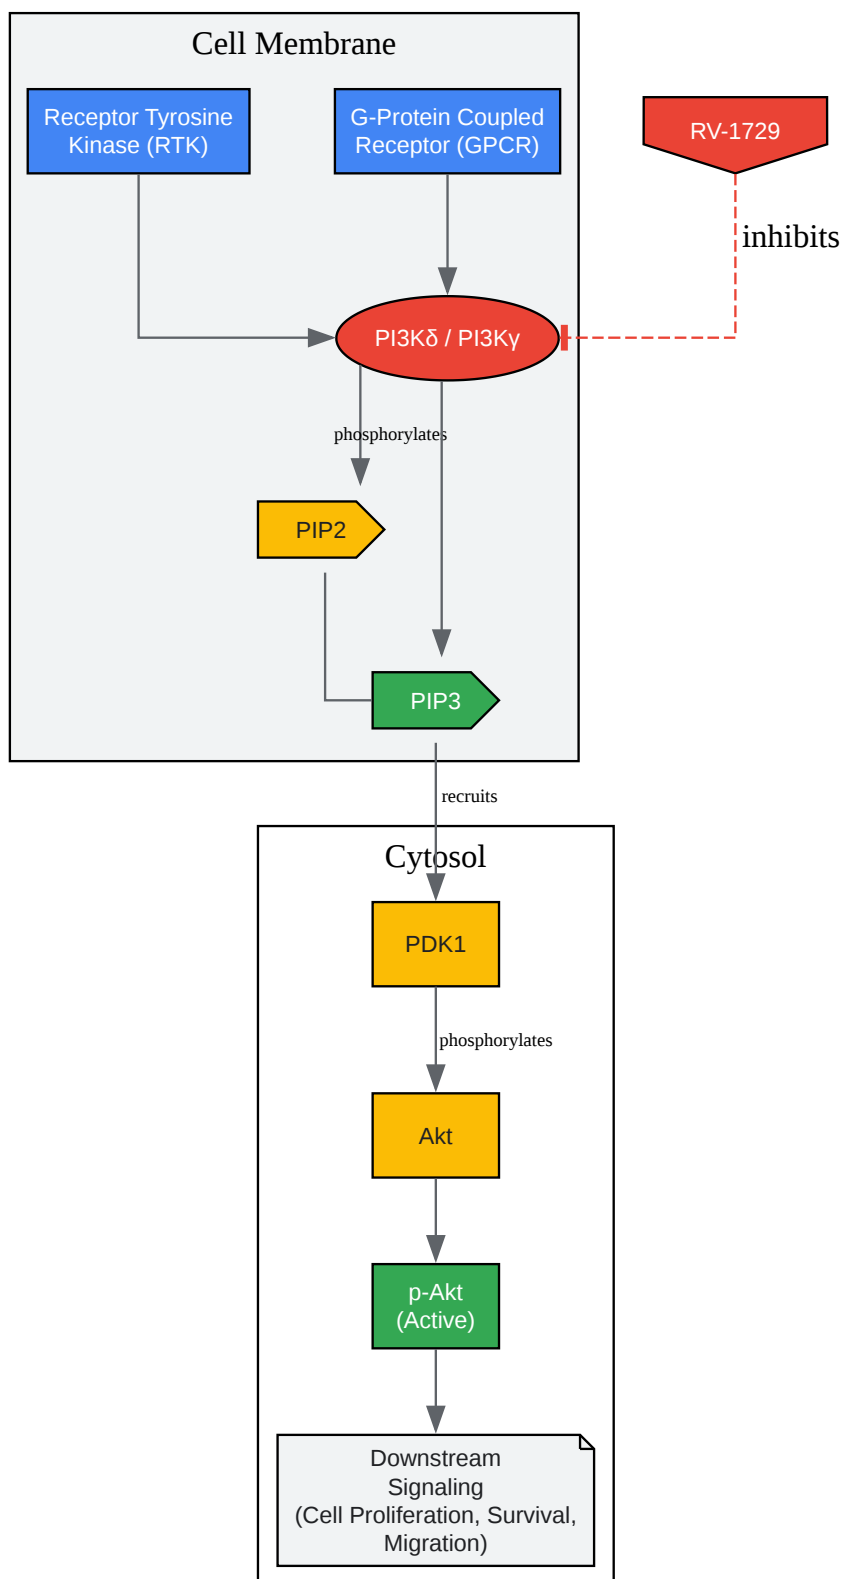 Cell Membrane
Receptor Tyrosine
Kinase (RTK)
G-Protein Coupled
Receptor (GPCR)
RV-1729
inhibits
PI3Kδ / PI3Kγ
phosphorylates
PIP2
PIP3
recruits
Cytosol
PDK1
phosphorylates
Akt
p-Akt
(Active)
Downstream
Signaling
(Cell Proliferation, Survival,
Migration)